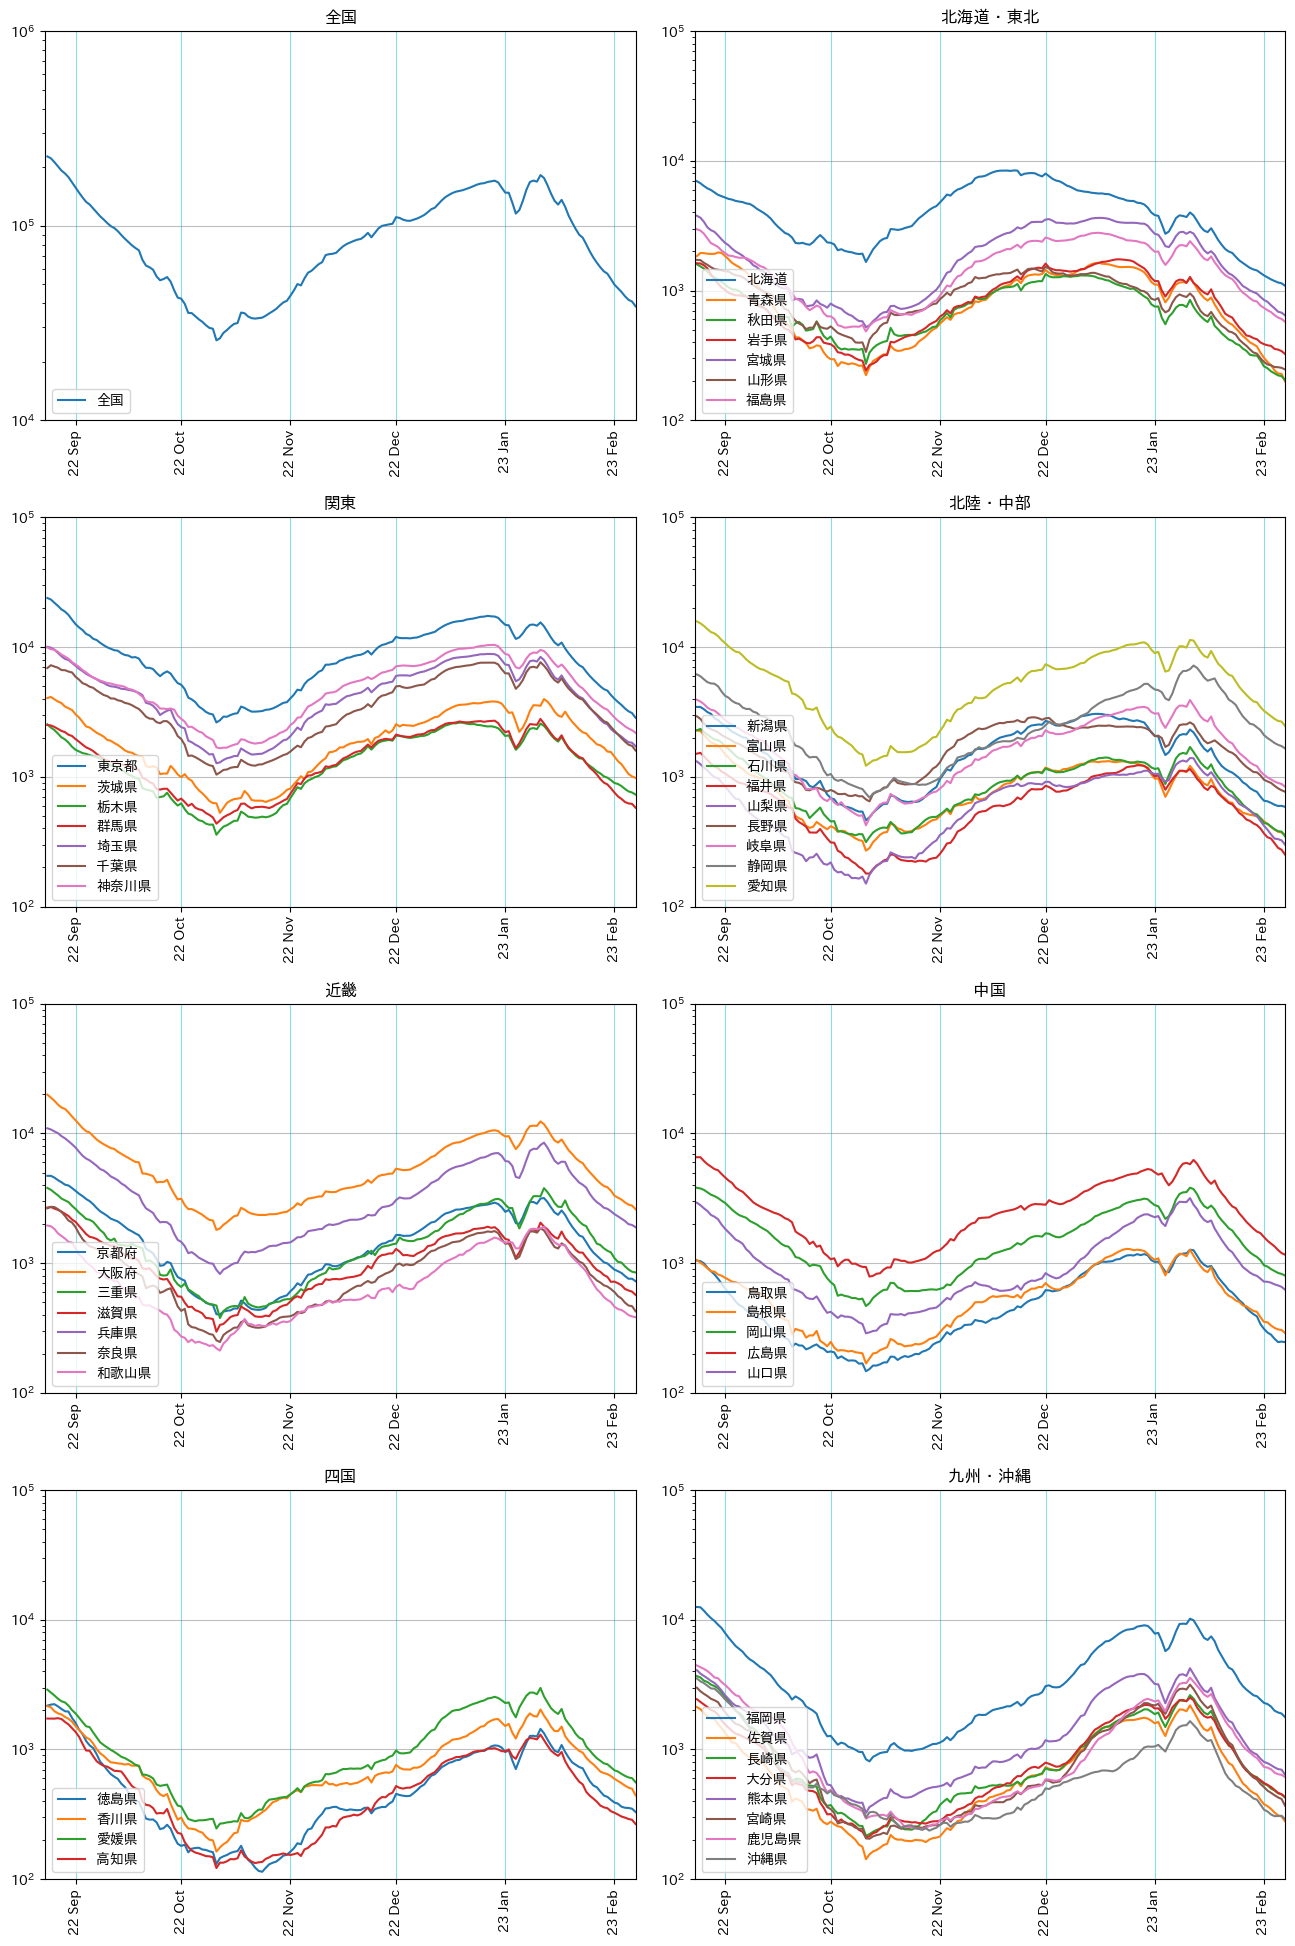 全国
10^6
10^5
10^4
全国
22 Sep
22 Oct
22 Nov
22 Dec
23 Jan
23 Feb
北海道・東北
10^5
10^4
10^3
10^2
北海道
青森県
秋田県
岩手県
宮城県
山形県
福島県
22 Sep
22 Oct
22 Nov
22 Dec
23 Jan
23 Feb
関東
10^5
10^4
10^3
10^2
東京都
茨城県
栃木県
群馬県
埼玉県
千葉県
神奈川県
22 Sep
22 Oct
22 Nov
22 Dec
23 Jan
23 Feb
北陸・中部
10^5
10^4
10^3
10^2
新潟県
富山県
石川県
福井県
山梨県
長野県
岐阜県
静岡県
愛知県
22 Sep
22 Oct
22 Nov
22 Dec
23 Jan
23 Feb
近畿
10^5
10^4
10^3
10^2
京都府
大阪府
三重県
滋賀県
兵庫県
奈良県
和歌山県
22 Sep
22 Oct
22 Nov
22 Dec
23 Jan
23 Feb
中国
10^5
10^4
10^3
10^2
鳥取県
島根県
岡山県
広島県
山口県
22 Sep
22 Oct
22 Nov
22 Dec
23 Jan
23 Feb
四国
10^5
10^4
10^3
10^2
徳島県
香川県
愛媛県
高知県
22 Sep
22 Oct
22 Nov
22 Dec
23 Jan
23 Feb
九州・沖縄
10^5
10^4
10^3
10^2
福岡県
佐賀県
長崎県
大分県
熊本県
宮崎県
鹿児島県
沖縄県
22 Sep
22 Oct
22 Nov
22 Dec
23 Jan
23 Feb